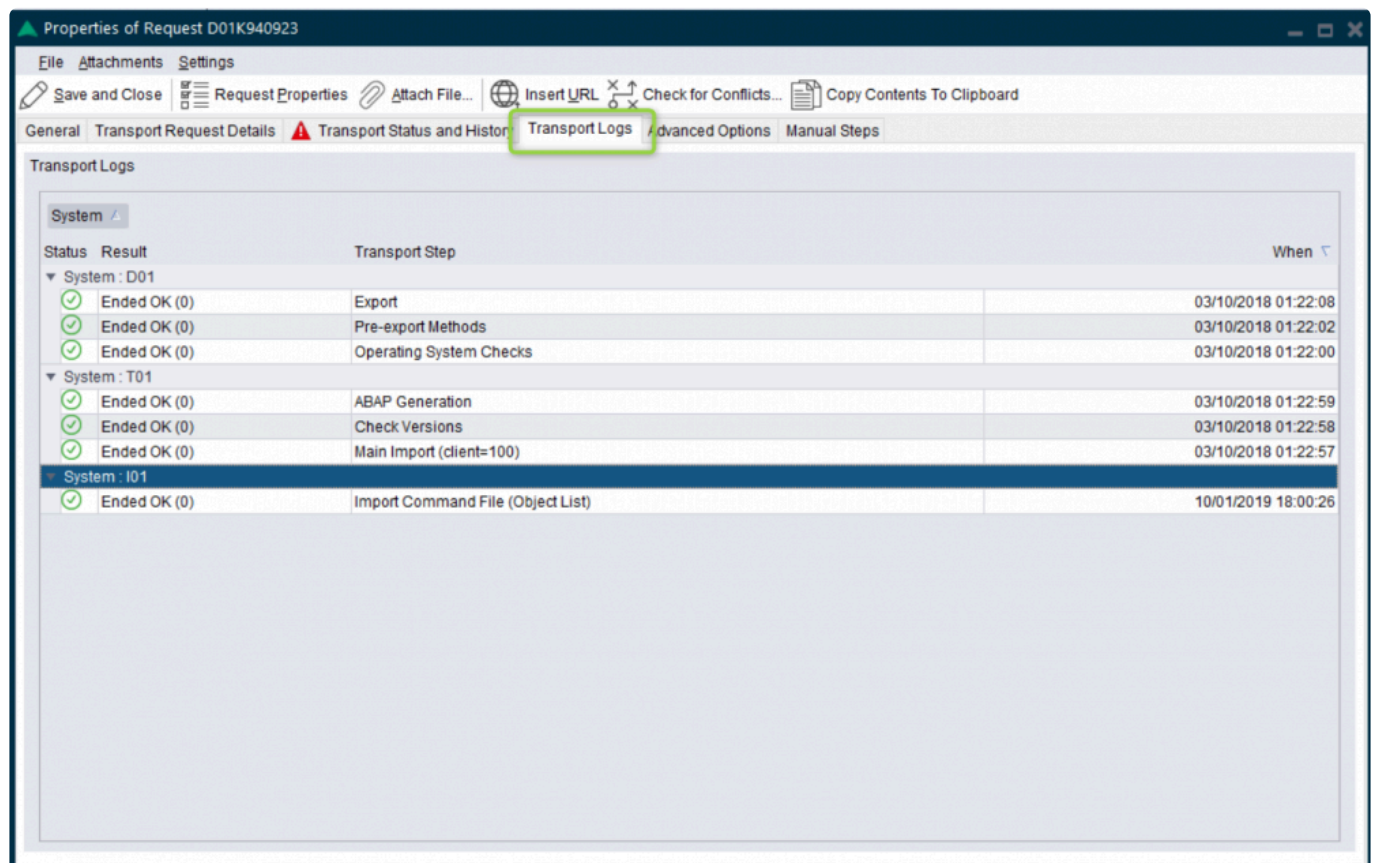 Properties of Request D01K940923
File Attachments Settings
Save and Close Request Properties Attach File... Insert URL Check for Conflicts... Copy Contents To Clipboard
General Transport Request Details Transport Status and History Transport Logs Advanced Options Manual Steps
Transport Logs
System
Status Result Transport Step When
System : D01
Ended OK (0) Export 03/10/2018 01:22:08
Ended OK (0) Pre-export Methods 03/10/2018 01:22:02
Ended OK (0) Operating System Checks 03/10/2018 01:22:00
System : T01
Ended OK (0) ABAP Generation 03/10/2018 01:22:59
Ended OK (0) Check Versions 03/10/2018 01:22:58
Ended OK (0) Main Import (client=100) 03/10/2018 01:22:57
System : I01
Ended OK (0) Import Command File (Object List) 10/01/2019 18:00:26